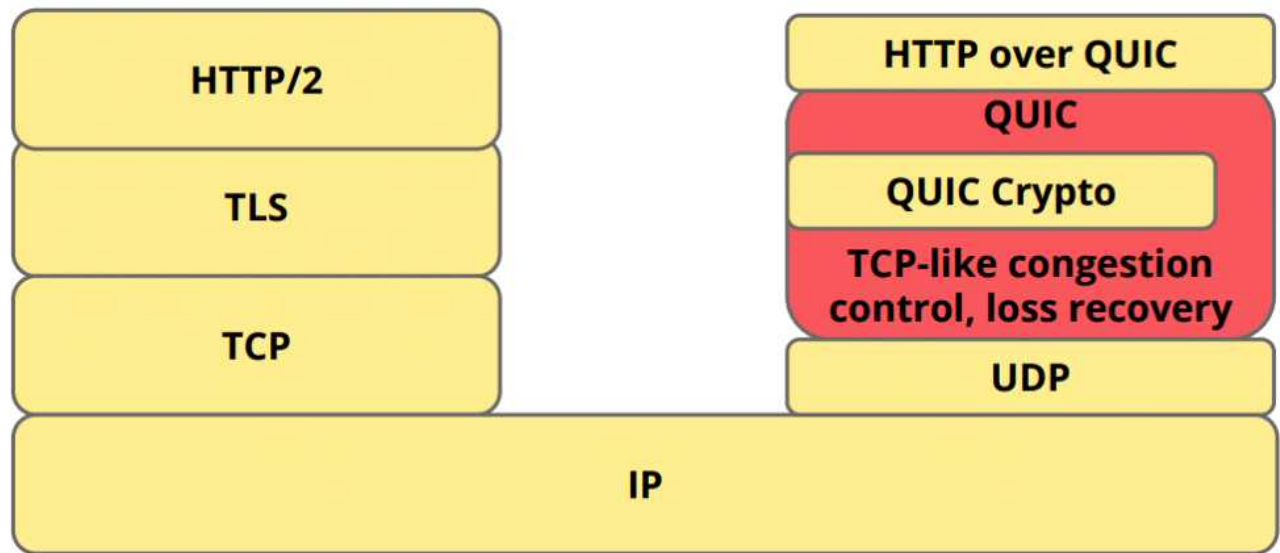 HTTP/2
TLS
TCP
HTTP over QUIC
QUIC
QUIC Crypto
TCP-like congestion
control, loss recovery
UDP
IP